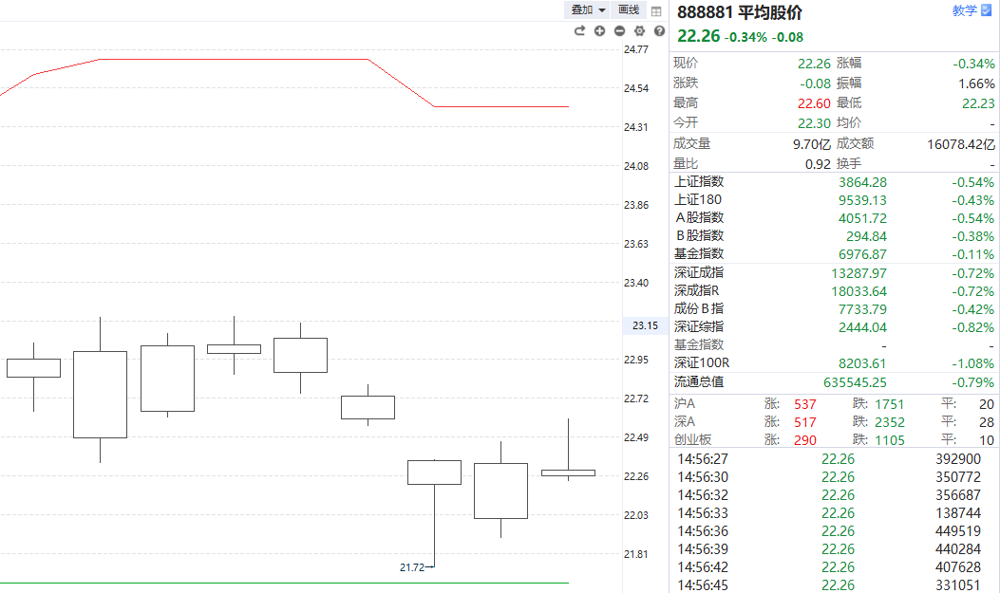 叠加 画线
24.77
24.54
24.31
24.08
23.86
23.63
23.40
23.15
22.95
22.72
22.49
22.26
22.03
21.81
21.72
888881 平均股价 教学
22.26 -0.34% -0.08
现价 22.26 涨幅 -0.34%
涨跌 -0.08 振幅 1.66%
最高 22.60 最低 22.23
今开 22.30 均价 -
成交量 9.70亿 成交额 16078.42亿
量比 0.92 换手 -
上证指数 3864.28 -0.54%
上证180 9539.13 -0.43%
A股指数 4051.72 -0.54%
B股指数 294.84 -0.38%
基金指数 6976.87 -0.11%
深证成指 13287.97 -0.72%
深成指R 18033.64 -0.72%
成份B指 7733.79 -0.42%
深证综指 2444.04 -0.82%
基金指数 - -
深证100R 8203.61 -1.08%
流通总值 635545.25 -0.79%
沪A 涨: 537 跌: 1751 平: 20
深A 涨: 517 跌: 2352 平: 28
创业板 涨: 290 跌: 1105 平: 10
14:56:27 22.26 392900
14:56:30 22.26 350772
14:56:32 22.26 356687
14:56:33 22.26 138744
14:56:36 22.26 449519
14:56:39 22.26 440284
14:56:42 22.26 407628
14:56:45 22.26 331051